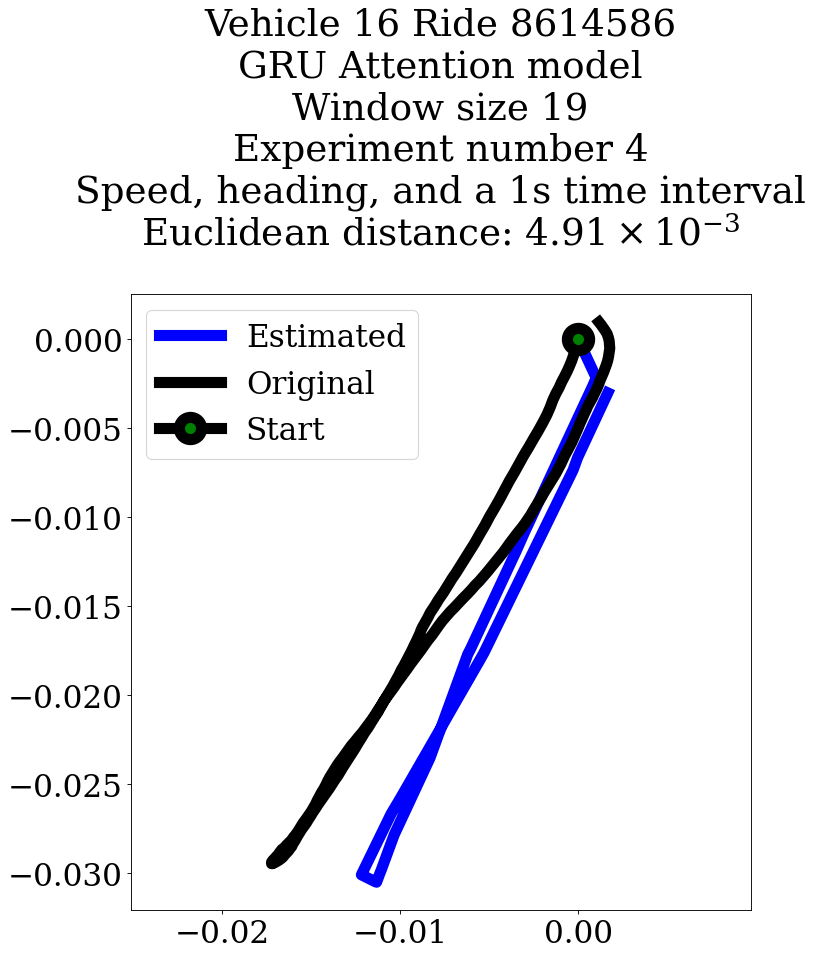 Vehicle 16 Ride 8614586
GRU Attention model
Window size 19
Experiment number 4
Speed, heading, and a 1s time interval
Euclidean distance: 4.91 × 10⁻³
Estimated
Original
Start
0.000
−0.005
−0.010
−0.015
−0.020
−0.025
−0.030
−0.02 −0.01 0.00